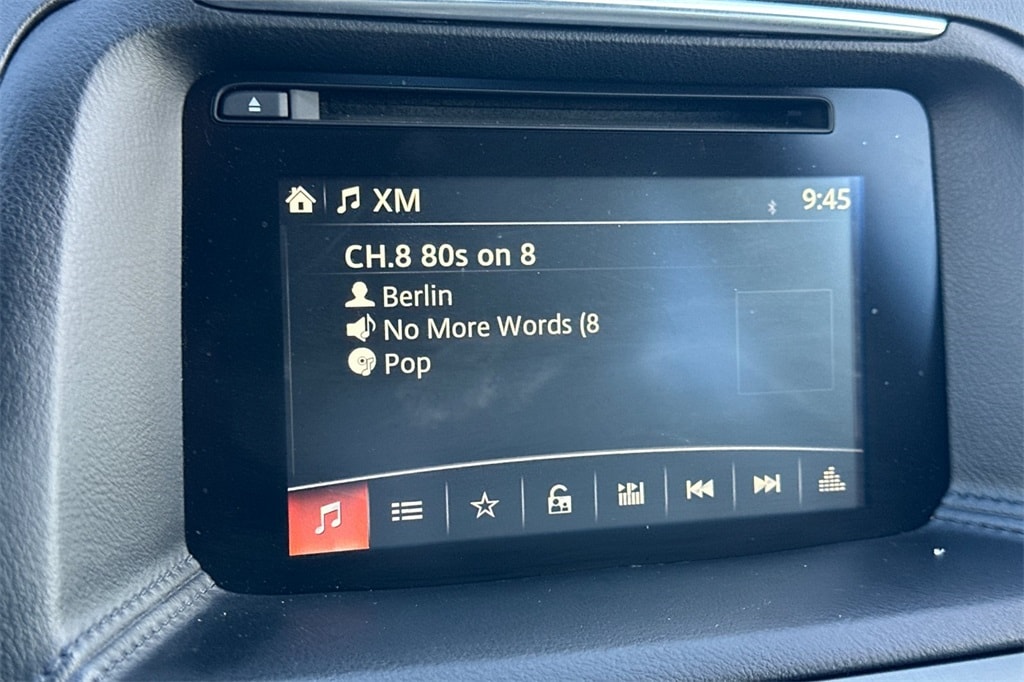 XM 9:45
CH.8 80s on 8
Berlin
No More Words (8
Pop